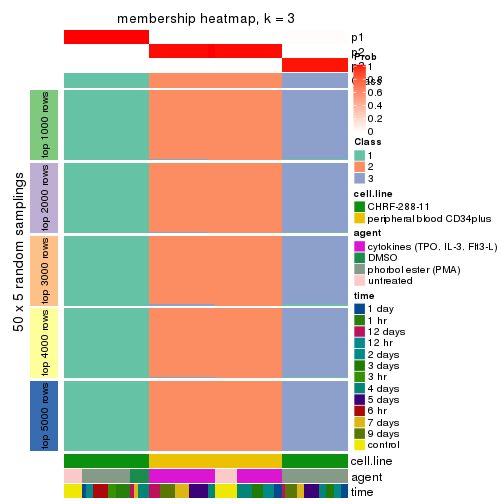 membership heatmap, k = 3
p1
p2
p3
Prob
1
0.8
0.6
0.4
0.2
0
Class
1
2
3
cell.line
CHRF-288-11
peripheral blood CD34plus
agent
cytokines (TPO, IL-3, Flt3-L)
DMSO
phorbol ester (PMA)
untreated
time
1 day
1 hr
12 days
12 hr
2 days
3 days
3 hr
4 days
5 days
6 hr
7 days
9 days
control
50 x 5 random samplings
top 1000 rows
top 2000 rows
top 3000 rows
top 4000 rows
top 5000 rows
cell.line
agent
time